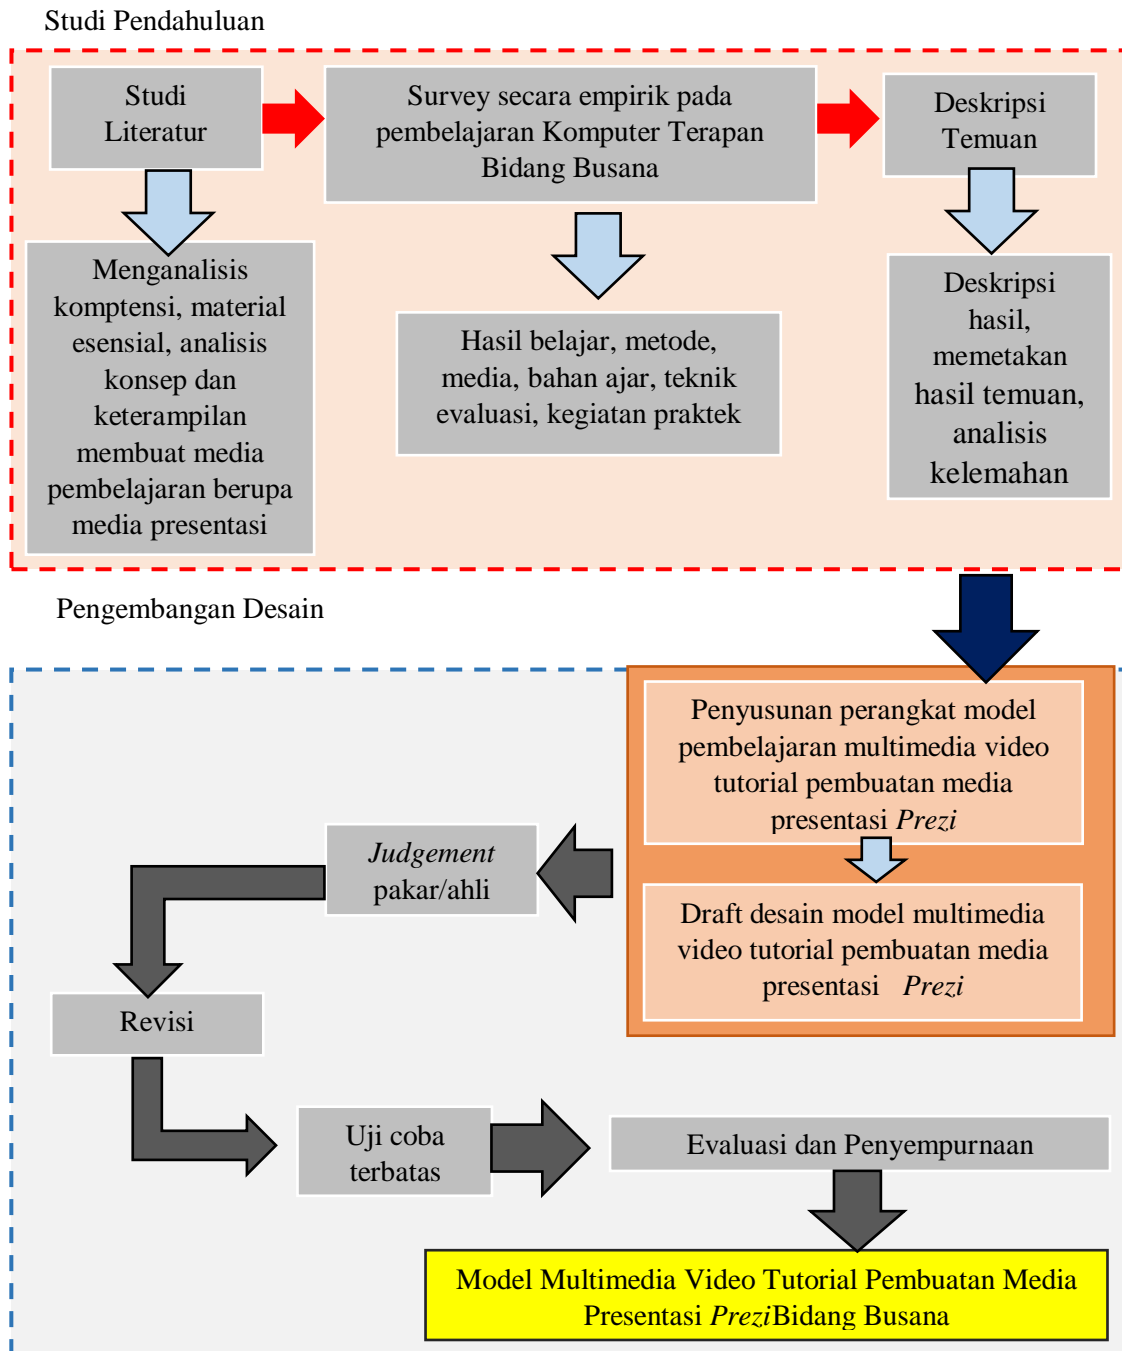 Studi Pendahuluan
Studi
Literatur
Survey secara empirik pada
pembelajaran Komputer Terapan
Bidang Busana
Deskripsi
Temuan
Menganalisis
komptensi, material
esensial, analisis
konsep dan
keterampilan
membuat media
pembelajaran berupa
media presentasi
Hasil belajar, metode,
media, bahan ajar, teknik
evaluasi, kegiatan praktek
Deskripsi
hasil,
memetakan
hasil temuan,
analisis
kelemahan
Pengembangan Desain
Penyusunan perangkat model
pembelajaran multimedia video
tutorial pembuatan media
presentasi Prezi
Judgement
pakar/ahli
Draft desain model multimedia
video tutorial pembuatan media
presentasi Prezi
Revisi
Uji coba
terbatas
Evaluasi dan Penyempurnaan
Model Multimedia Video Tutorial Pembuatan Media
Presentasi PreziBidang Busana